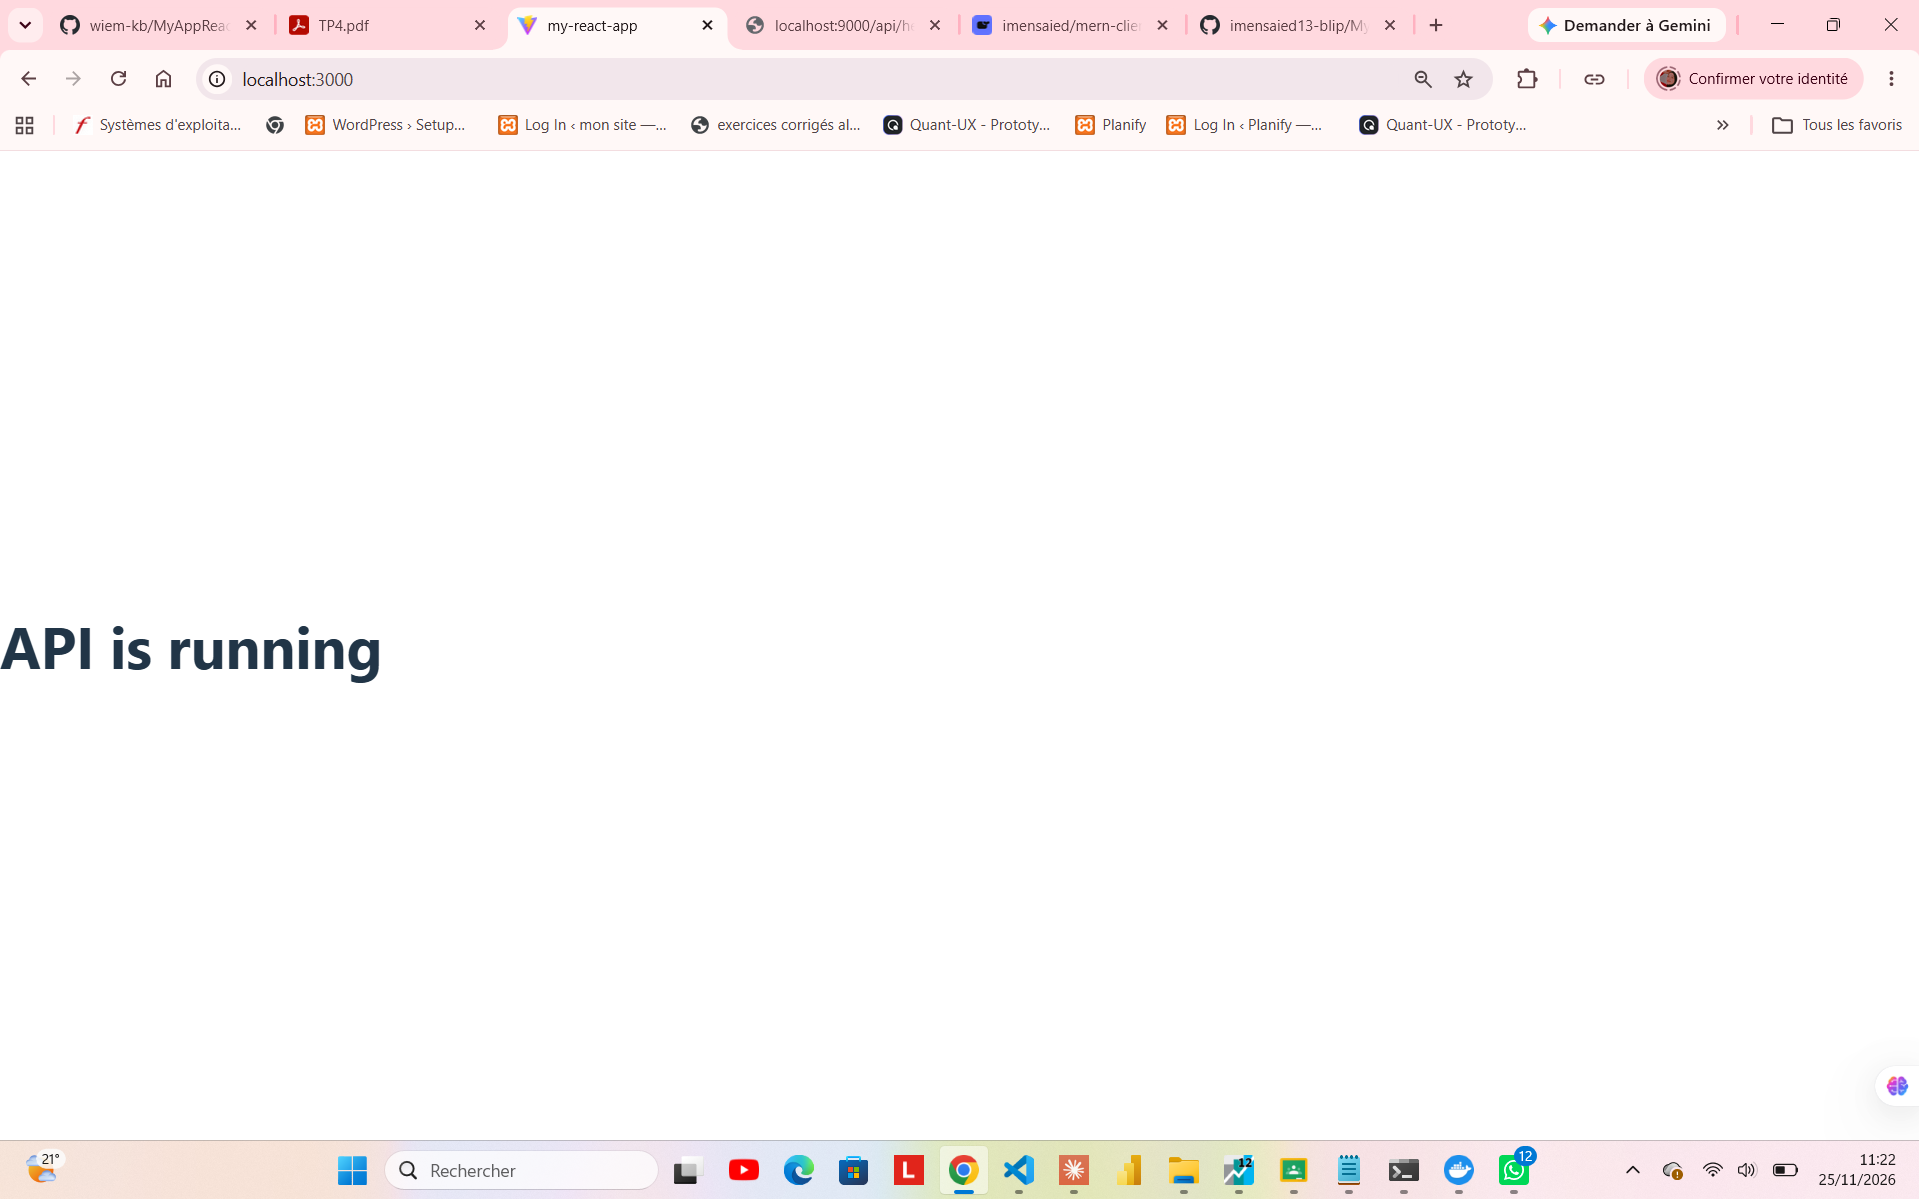 wiem-kb/MyAppReac
TP4.pdf
my-react-app
localhost:9000/api/he
imensaied/mern-clien
imensaied13-blip/My
Demander à Gemini
localhost:3000
Confirmer votre identité
Systèmes d'exploita...
WordPress › Setup...
Log In ‹ mon site —...
exercices corrigés al...
Quant-UX - Prototy...
Planify
Log In ‹ Planify —...
Quant-UX - Prototy...
Tous les favoris
API is running
21°
Rechercher
L
12
12
11:22
25/11/2026